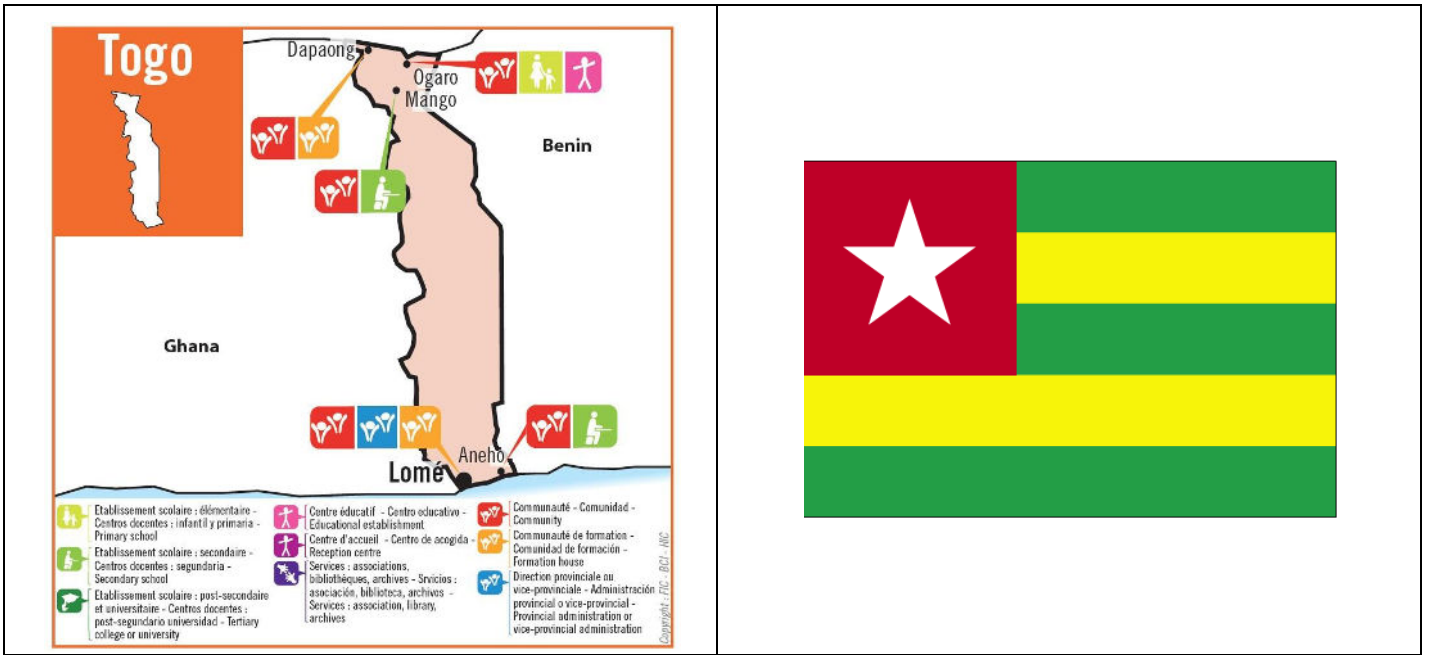 Togo
Dapaong
Ogaro
Mango
Benin
Ghana
Aneho
Lomé
Etablissement scolaire : élémentaire -
Centros docentes : infantil y primaria -
Primary school
Etablissement scolaire : secondaire -
Centros docentes : segundaria -
Secondary school
Etablissement scolaire : post-secondaire
et universitaire - Centros docentes :
post-segundario universidad - Tertiary
college or university
Centre éducatif - Centro educativo -
Educational establishment
Centre d'accueil - Centro de acogida -
Reception centre
Services : associations,
bibliothèques, archives - Srvicios :
asociación, biblioteca, archivos -
Services : association, library,
archives
Communauté - Comunidad -
Community
Communauté de formation -
Comunidad de formación -
Formation house
Direction provinciale ou
vice-provinciale - Administración
provincial o vice-provincial -
Provincial administration or
vice-provincial administration
Copyright : FIC - BCI - HIC